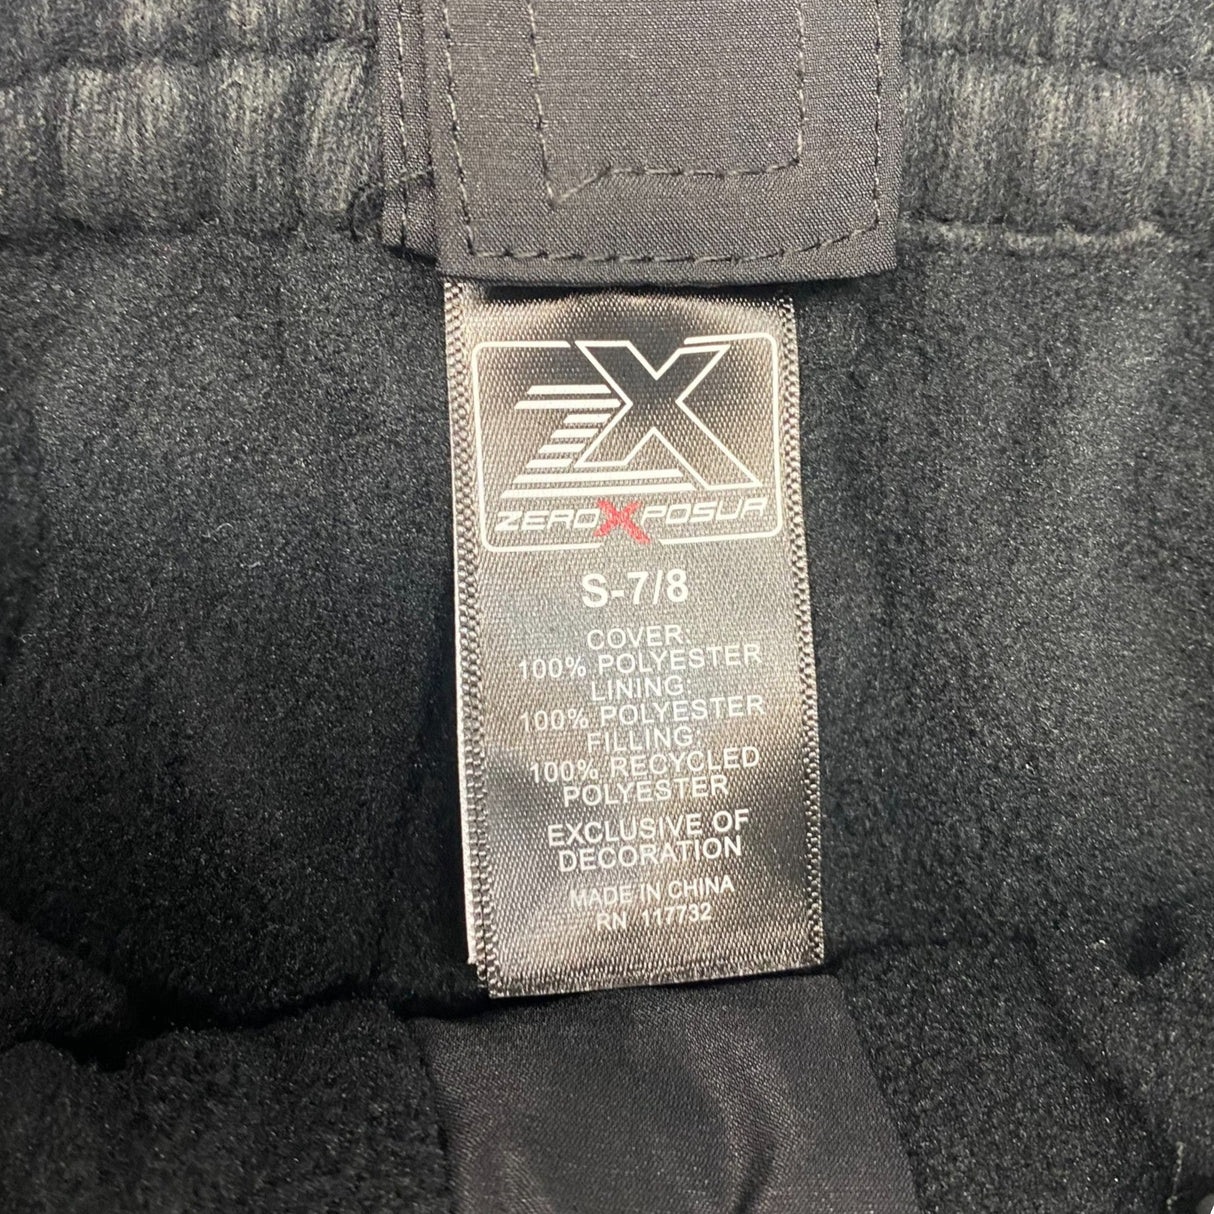 ZX
ZEROXPOSUR
S-7/8
COVER:
100% POLYESTER
LINING:
100% POLYESTER
FILLING:
100% RECYCLED
POLYESTER
EXCLUSIVE OF
DECORATION
MADE IN CHINA
RN 117732